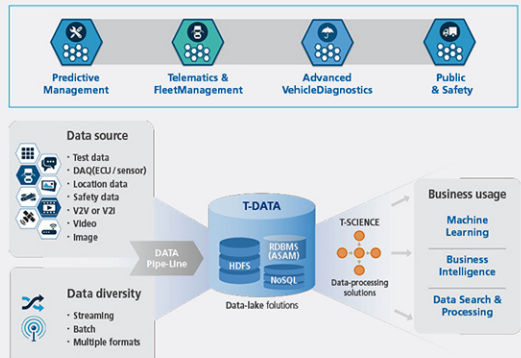 Predictive
Management
Telematics &
FleetManagement
Advanced
VehicleDiagnostics
Public
& Safety
Data source
· Test data
· DAQ(ECU / sensor)
· Location data
· Safety data
· V2V or V2I
· Video
· Image
Data diversity
· Streaming
· Batch
· Multiple formats
DATA
Pipe-Line
T-DATA
HDFS
RDBMS
(ASAM)
NoSQL
Data-lake folutions
T-SCIENCE
Data-processing
solutions
Business usage
Machine
Learning
Business
Intelligence
Data Search &
Processing